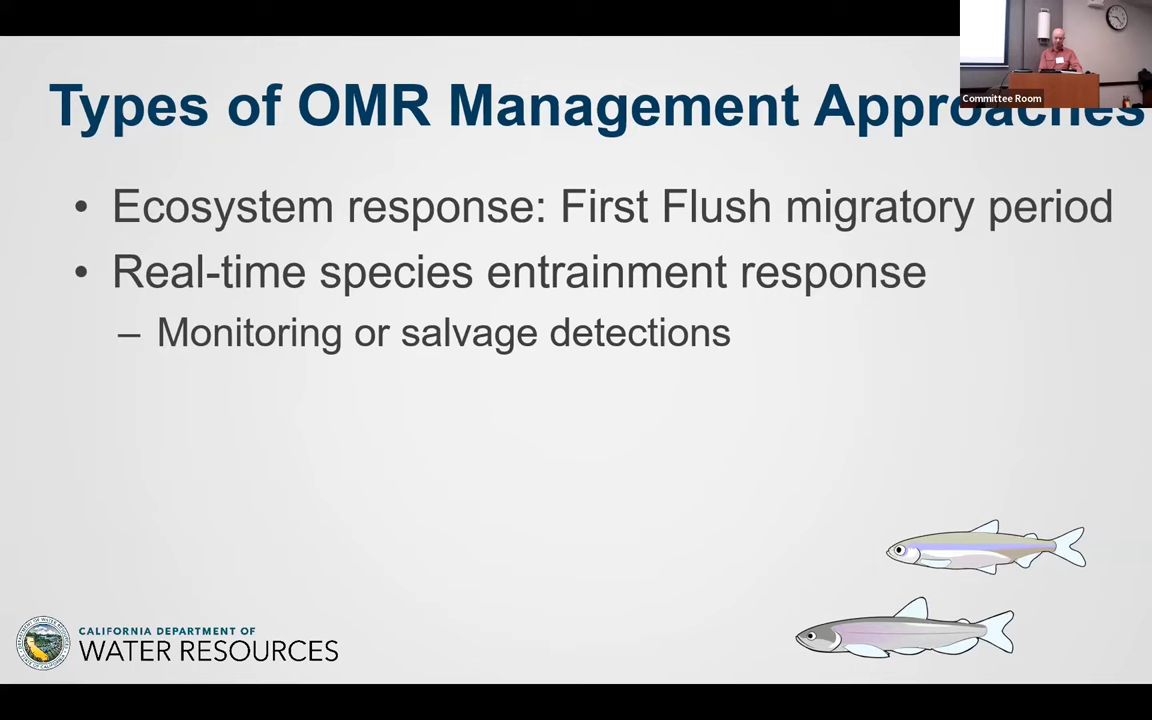 Types of OMR Management Approaches
Committee Room
• Ecosystem response: First Flush migratory period
• Real-time species entrainment response
– Monitoring or salvage detections
CALIFORNIA DEPARTMENT OF
WATER RESOURCES